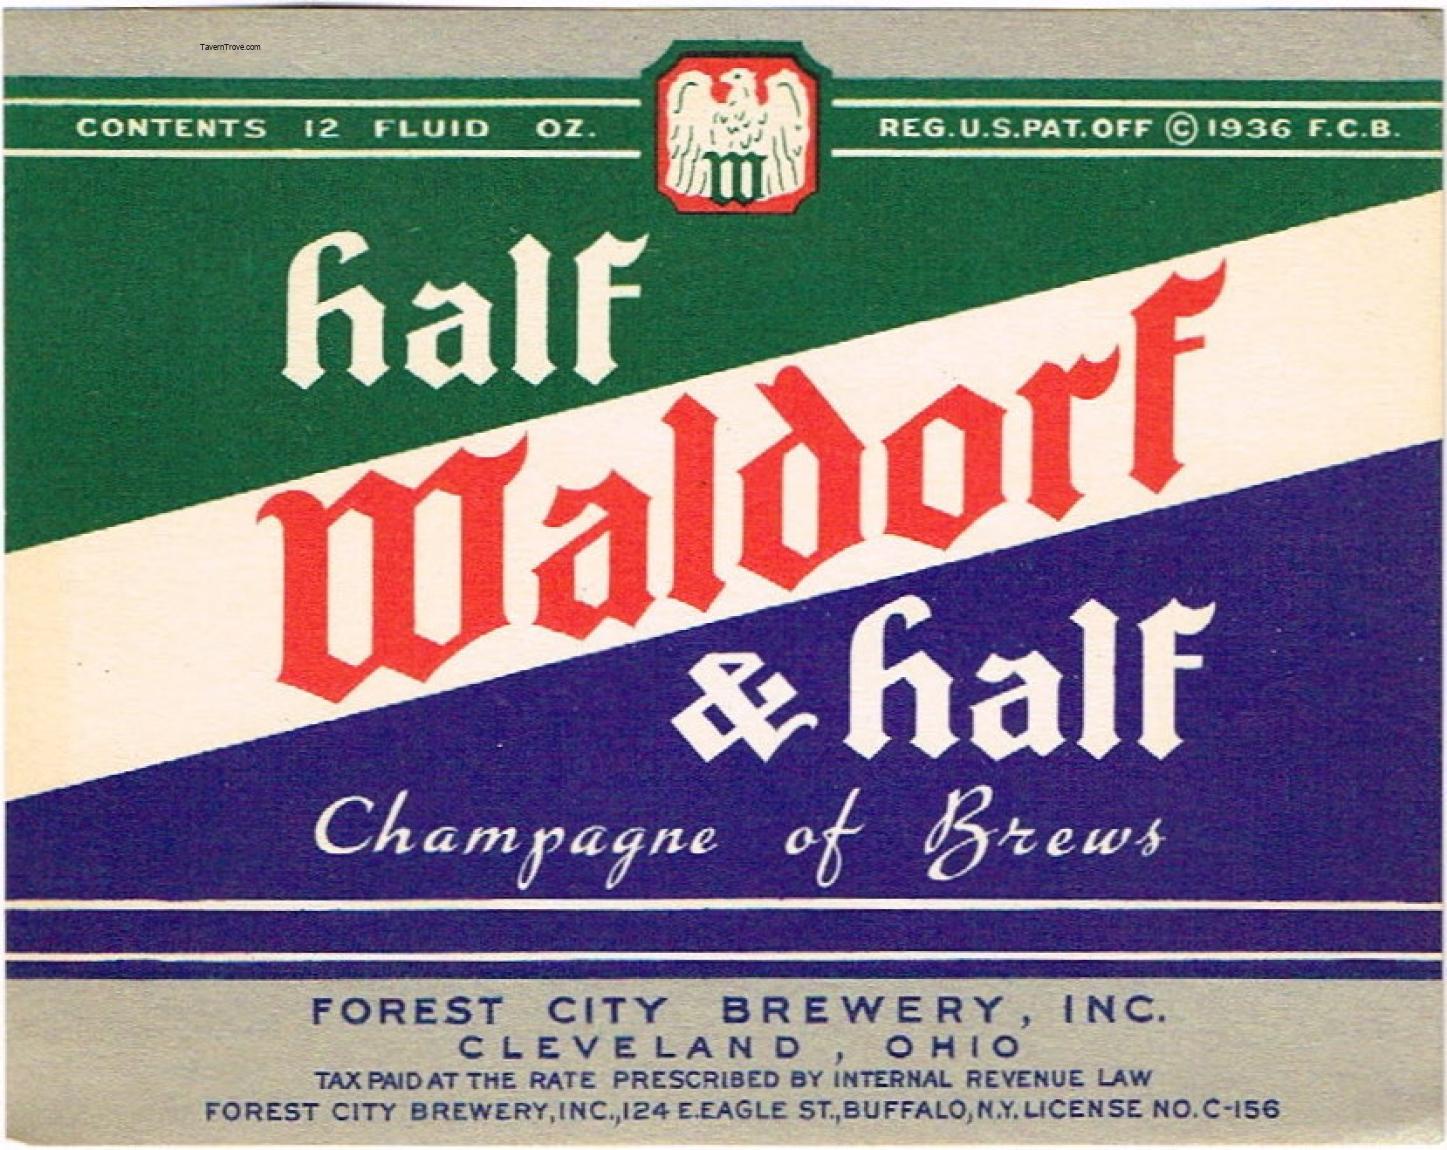 TavernTrove.com
CONTENTS 12 FLUID OZ.
REG.U.S.PAT.OFF © 1936 F.C.B.
W
half
Waldorf
& half
Champagne of Brews
FOREST CITY BREWERY, INC.
CLEVELAND, OHIO
TAX PAID AT THE RATE PRESCRIBED BY INTERNAL REVENUE LAW
FOREST CITY BREWERY, INC., 124 E. EAGLE ST., BUFFALO, N.Y. LICENSE NO. C-156